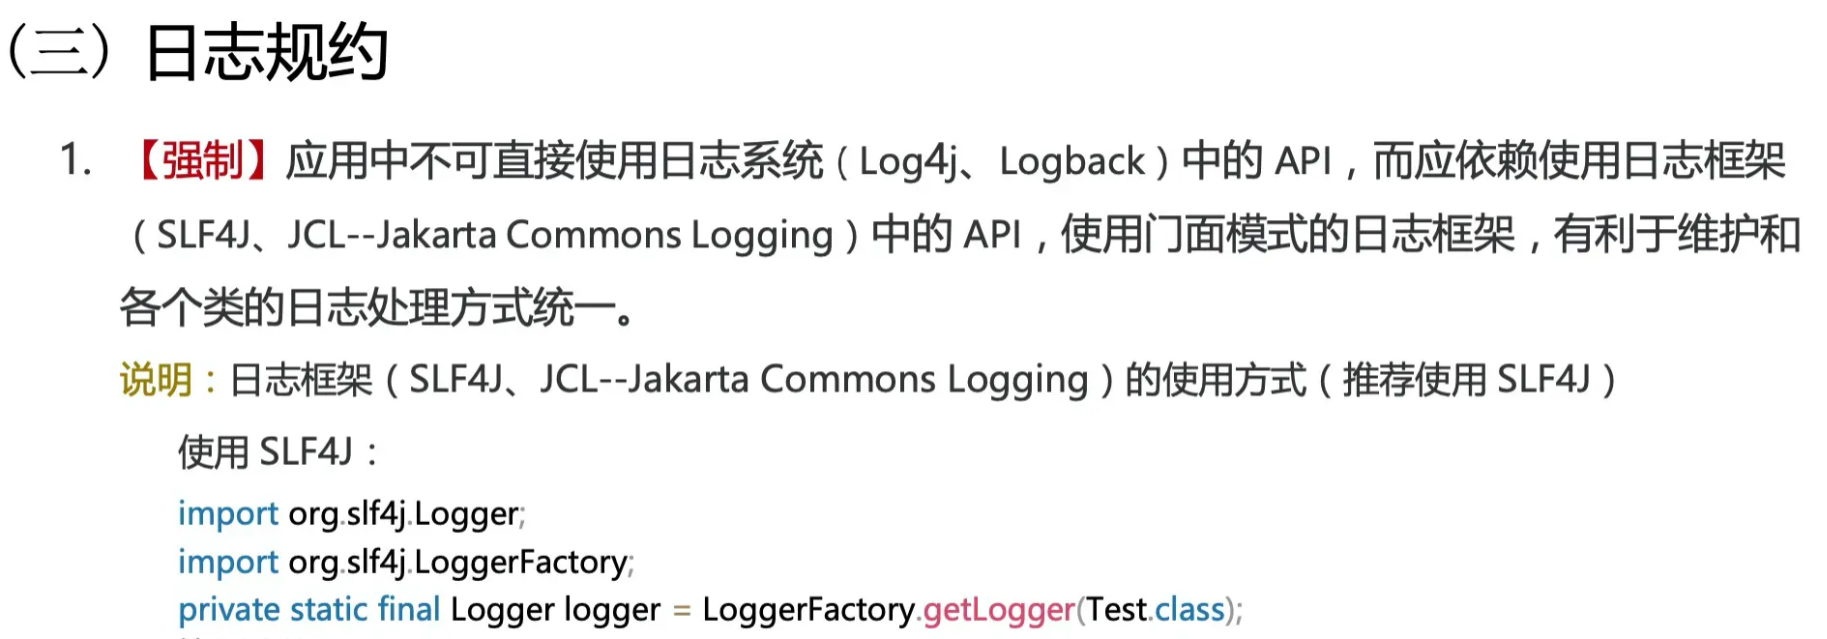 （三）日志规约
1. 【强制】应用中不可直接使用日志系统（Log4j、Logback）中的 API，而应依赖使用日志框架
（SLF4J、JCL--Jakarta Commons Logging）中的 API，使用门面模式的日志框架，有利于维护和
各个类的日志处理方式统一。
说明：日志框架（SLF4J、JCL--Jakarta Commons Logging）的使用方式（推荐使用 SLF4J）
使用 SLF4J：
import org.slf4j.Logger;
import org.slf4j.LoggerFactory;
private static final Logger logger = LoggerFactory.getLogger(Test.class);